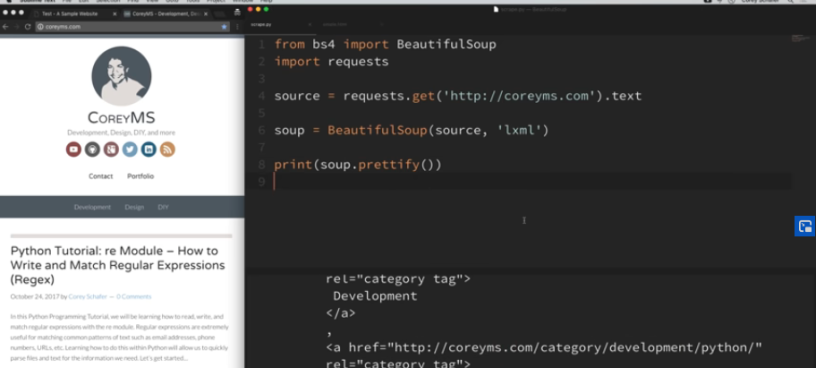 Test - A Sample Website
coreyms.com
COREYMS
Development, Design, DIY, and more
Contact Portfolio
Development Design DIY
Python Tutorial: re Module – How to
Write and Match Regular Expressions
(Regex)
October 24, 2017 by Corey Schafer — 0 Comments
In this Python Programming Tutorial, we will be learning how to read, write, and
match regular expressions with the re module. Regular expressions are extremely
useful for matching common patterns of text such as email addresses, phone
numbers, URLs, etc. Learning how to do this within Python will allow us to quickly
parse files and text for the information we need. Let's get started...
scrape.py
1 from bs4 import BeautifulSoup
2 import requests
3
4 source = requests.get('http://coreyms.com').text
5
6 soup = BeautifulSoup(source, 'lxml')
7
8 print(soup.prettify())
9
rel="category tag">
Development
</a>
,
<a href="http://coreyms.com/category/development/python/"
rel="category tag">